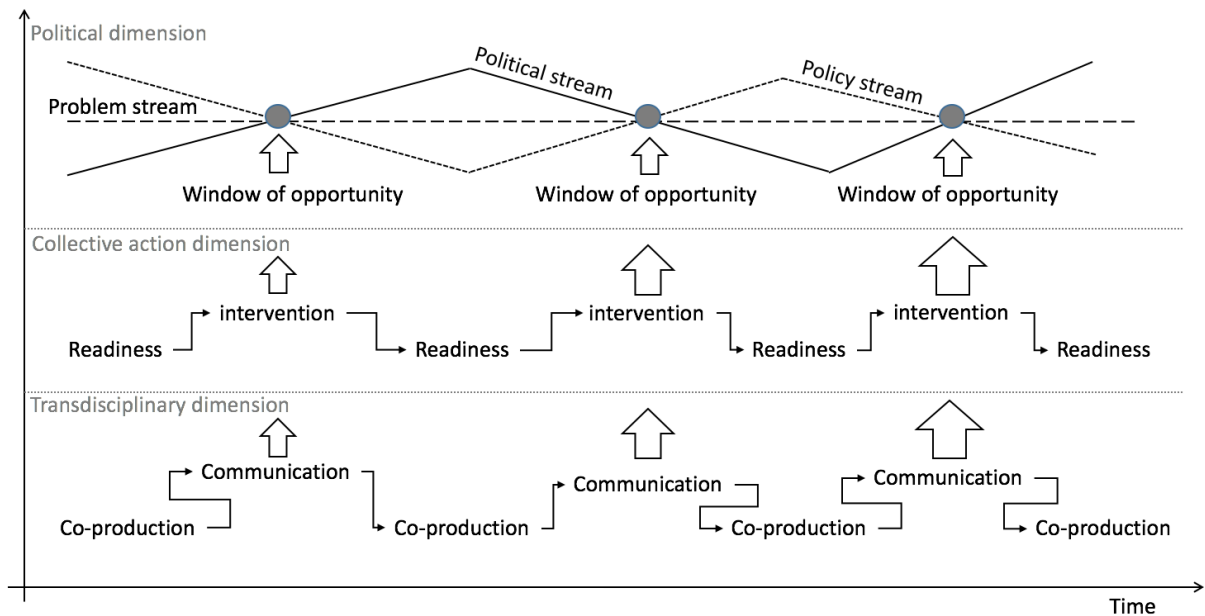 Political dimension
Political stream
Policy stream
Problem stream
Window of opportunity
Window of opportunity
Window of opportunity
Collective action dimension
intervention
intervention
intervention
Readiness
Readiness
Readiness
Readiness
Transdisciplinary dimension
Communication
Communication
Communication
Co-production
Co-production
Co-production
Co-production
Time